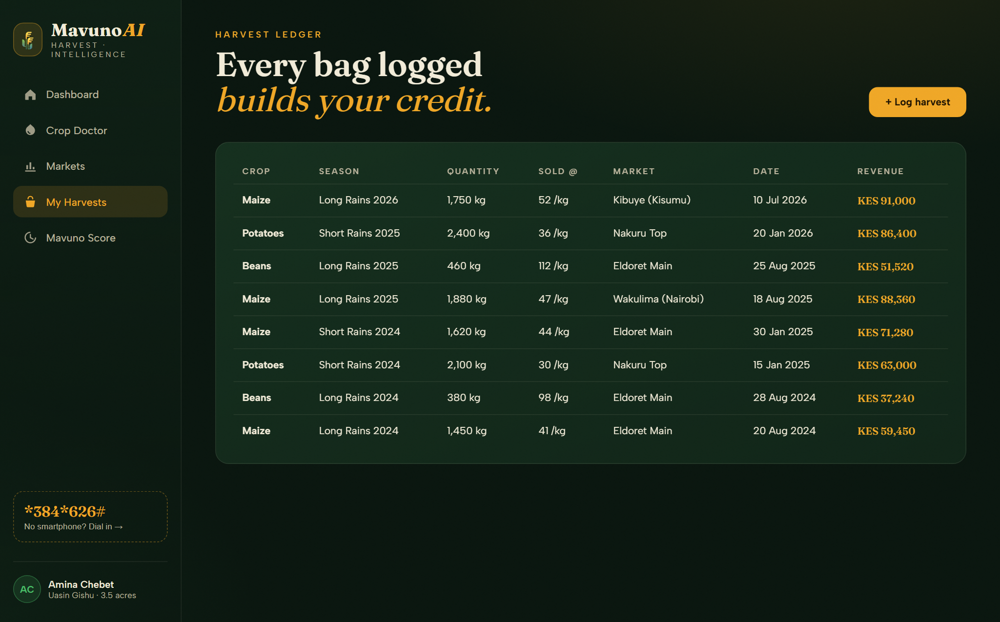 MavunoAI
HARVEST ·
INTELLIGENCE
Dashboard
Crop Doctor
Markets
My Harvests
Mavuno Score
*384*626#
No smartphone? Dial in →
AC
Amina Chebet
Uasin Gishu · 3.5 acres
HARVEST LEDGER
Every bag logged
builds your credit.
+ Log harvest
CROP SEASON QUANTITY SOLD @ MARKET DATE REVENUE
Maize Long Rains 2026 1,750 kg 52 /kg Kibuye (Kisumu) 10 Jul 2026 KES 91,000
Potatoes Short Rains 2025 2,400 kg 36 /kg Nakuru Top 20 Jan 2026 KES 86,400
Beans Long Rains 2025 460 kg 112 /kg Eldoret Main 25 Aug 2025 KES 51,520
Maize Long Rains 2025 1,880 kg 47 /kg Wakulima (Nairobi) 18 Aug 2025 KES 88,360
Maize Short Rains 2024 1,620 kg 44 /kg Eldoret Main 30 Jan 2025 KES 71,280
Potatoes Short Rains 2024 2,100 kg 30 /kg Nakuru Top 15 Jan 2025 KES 63,000
Beans Long Rains 2024 380 kg 98 /kg Eldoret Main 28 Aug 2024 KES 37,240
Maize Long Rains 2024 1,450 kg 41 /kg Eldoret Main 20 Aug 2024 KES 59,450